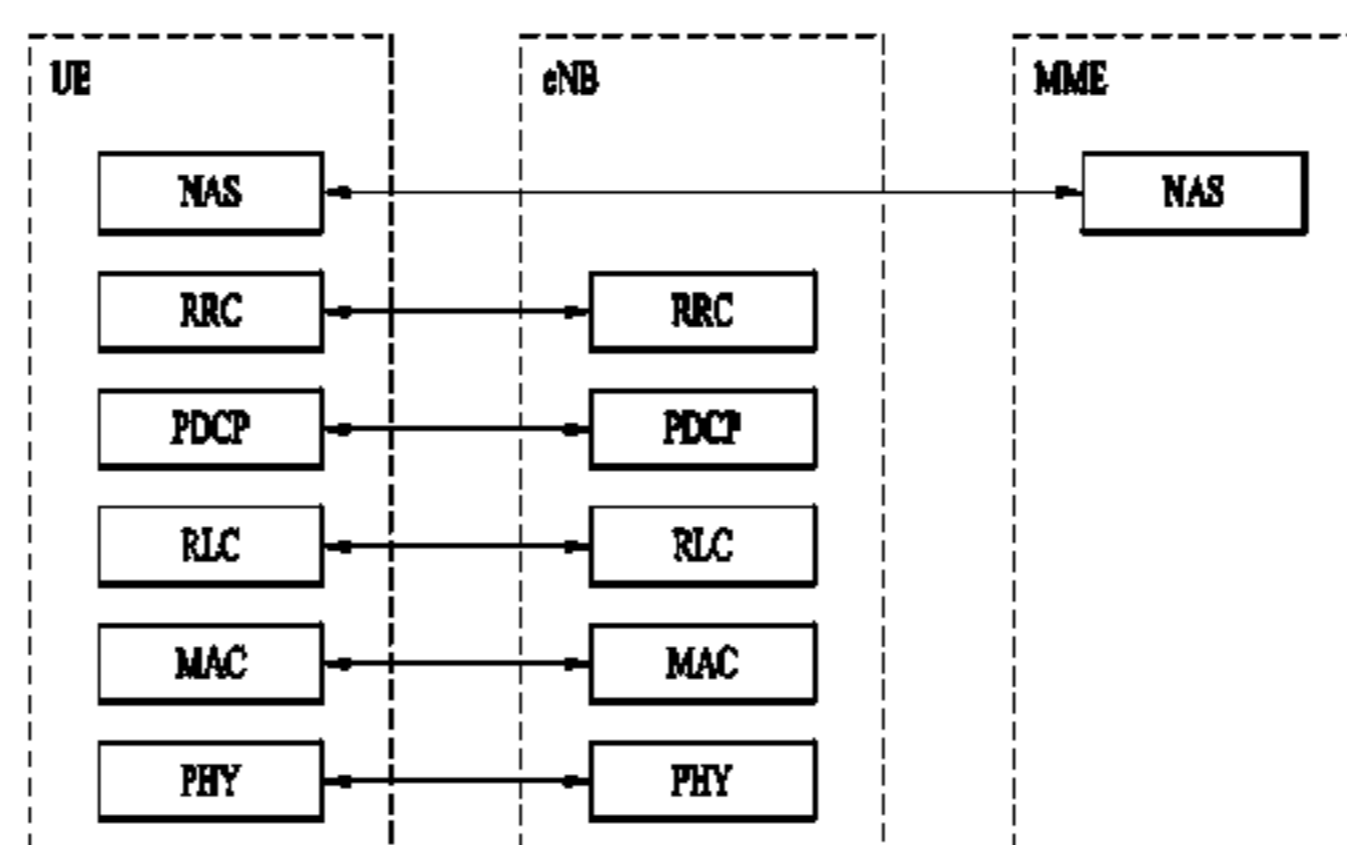 UE eNB MME
NAS NAS
RRC RRC
PDCP PDCP
RLC RLC
MAC MAC
PHY PHY